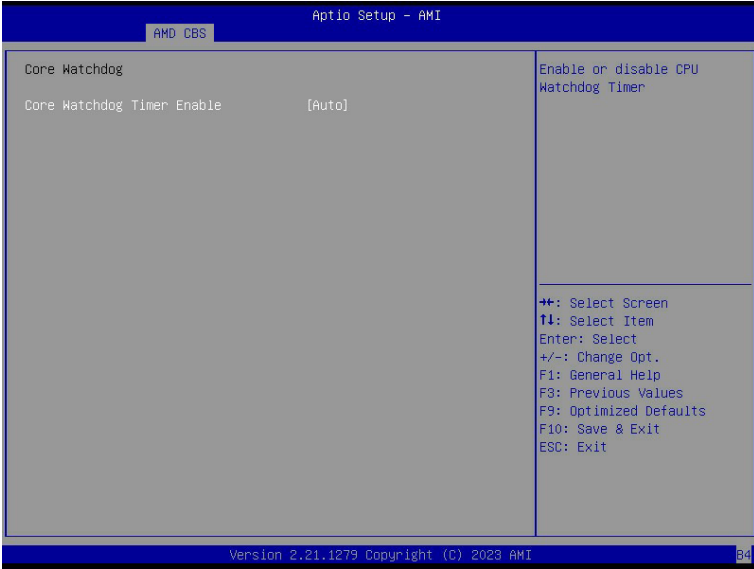 Aptio Setup – AMI
AMD CBS
Core Watchdog
Core Watchdog Timer Enable [Auto]
Enable or disable CPU
Watchdog Timer
→←: Select Screen
↑↓: Select Item
Enter: Select
+/-: Change Opt.
F1: General Help
F3: Previous Values
F9: Optimized Defaults
F10: Save & Exit
ESC: Exit
Version 2.21.1279 Copyright (C) 2023 AMI
B4